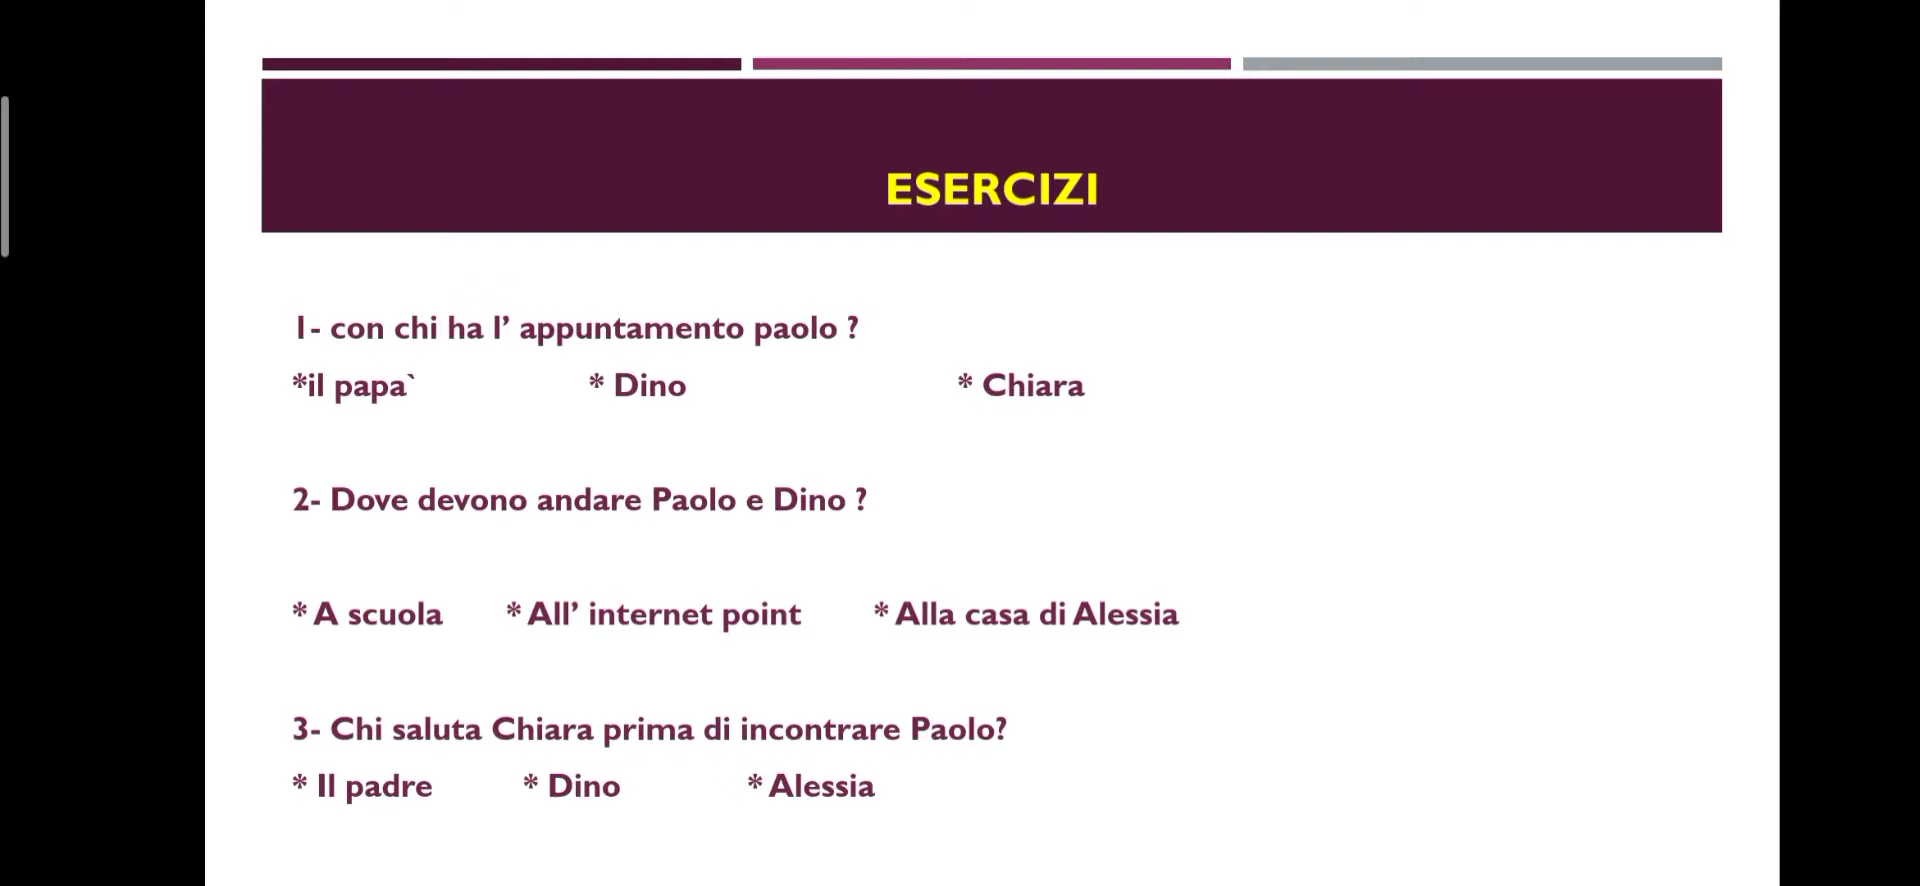 ESERCIZI
1- con chi ha l’ appuntamento paolo ?
*il papa` * Dino * Chiara
2- Dove devono andare Paolo e Dino ?
* A scuola * All’ internet point * Alla casa di Alessia
3- Chi saluta Chiara prima di incontrare Paolo?
* Il padre * Dino * Alessia